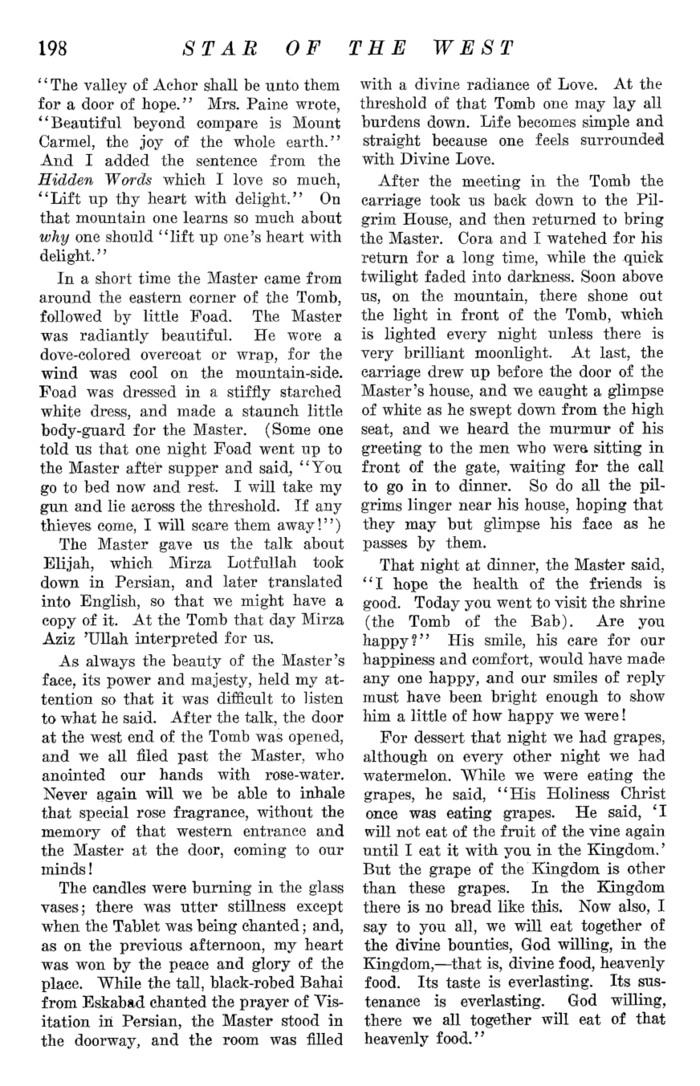 198 STAR OF THE WEST
“The valley of Achor shall be unto them
for a door of hope.” Mrs. Paine wrote,
“Beautiful beyond compare is Mount
Carmel, the joy of the whole earth.”
And I added the sentence from the
Hidden Words which I love so much,
“Lift up thy heart with delight.” On
that mountain one learns so much about
why one should “lift up one’s heart with
delight.”
In a short time the Master came from
around the eastern corner of the Tomb,
followed by little Foad. The Master
was radiantly beautiful. He wore a
dove-colored overcoat or wrap, for the
wind was cool on the mountain-side.
Foad was dressed in a stiffly starched
white dress, and made a staunch little
body-guard for the Master. (Some one
told us that one night Foad went up to
the Master after supper and said, “You
go to bed now and rest. I will take my
gun and lie across the threshold. If any
thieves come, I will scare them away!”)
The Master gave us the talk about
Elijah, which Mirza Lotfullah took
down in Persian, and later translated
into English, so that we might have a
copy of it. At the Tomb that day Mirza
Aziz ’Ullah interpreted for us.
As always the beauty of the Master’s
face, its power and majesty, held my at-
tention so that it was difficult to listen
to what he said. After the talk, the door
at the west end of the Tomb was opened,
and we all filed past the Master, who
anointed our hands with rose-water.
Never again will we be able to inhale
that special rose fragrance, without the
memory of that western entrance and
the Master at the door, coming to our
minds!
The candles were burning in the glass
vases; there was utter stillness except
when the Tablet was being chanted; and,
as on the previous afternoon, my heart
was won by the peace and glory of the
place. While the tall, black-robed Bahai
from Eskabad chanted the prayer of Vis-
itation in Persian, the Master stood in
the doorway, and the room was filled
with a divine radiance of Love. At the
threshold of that Tomb one may lay all
burdens down. Life becomes simple and
straight because one feels surrounded
with Divine Love.
After the meeting in the Tomb the
carriage took us back down to the Pil-
grim House, and then returned to bring
the Master. Cora and I watched for his
return for a long time, while the quick
twilight faded into darkness. Soon above
us, on the mountain, there shone out
the light in front of the Tomb, which
is lighted every night unless there is
very brilliant moonlight. At last, the
carriage drew up before the door of the
Master’s house, and we caught a glimpse
of white as he swept down from the high
seat, and we heard the murmur of his
greeting to the men who were sitting in
front of the gate, waiting for the call
to go in to dinner. So do all the pil-
grims linger near his house, hoping that
they may but glimpse his face as he
passes by them.
That night at dinner, the Master said,
“I hope the health of the friends is
good. Today you went to visit the shrine
(the Tomb of the Bab). Are you
happy?” His smile, his care for our
happiness and comfort, would have made
any one happy, and our smiles of reply
must have been bright enough to show
him a little of how happy we were!
For dessert that night we had grapes,
although on every other night we had
watermelon. While we were eating the
grapes, he said, “His Holiness Christ
once was eating grapes. He said, ‘I
will not eat of the fruit of the vine again
until I eat it with you in the Kingdom.’
But the grape of the Kingdom is other
than these grapes. In the Kingdom
there is no bread like this. Now also, I
say to you all, we will eat together of
the divine bounties, God willing, in the
Kingdom,—that is, divine food, heavenly
food. Its taste is everlasting. Its sus-
tenance is everlasting. God willing,
there we all together will eat of that
heavenly food.”